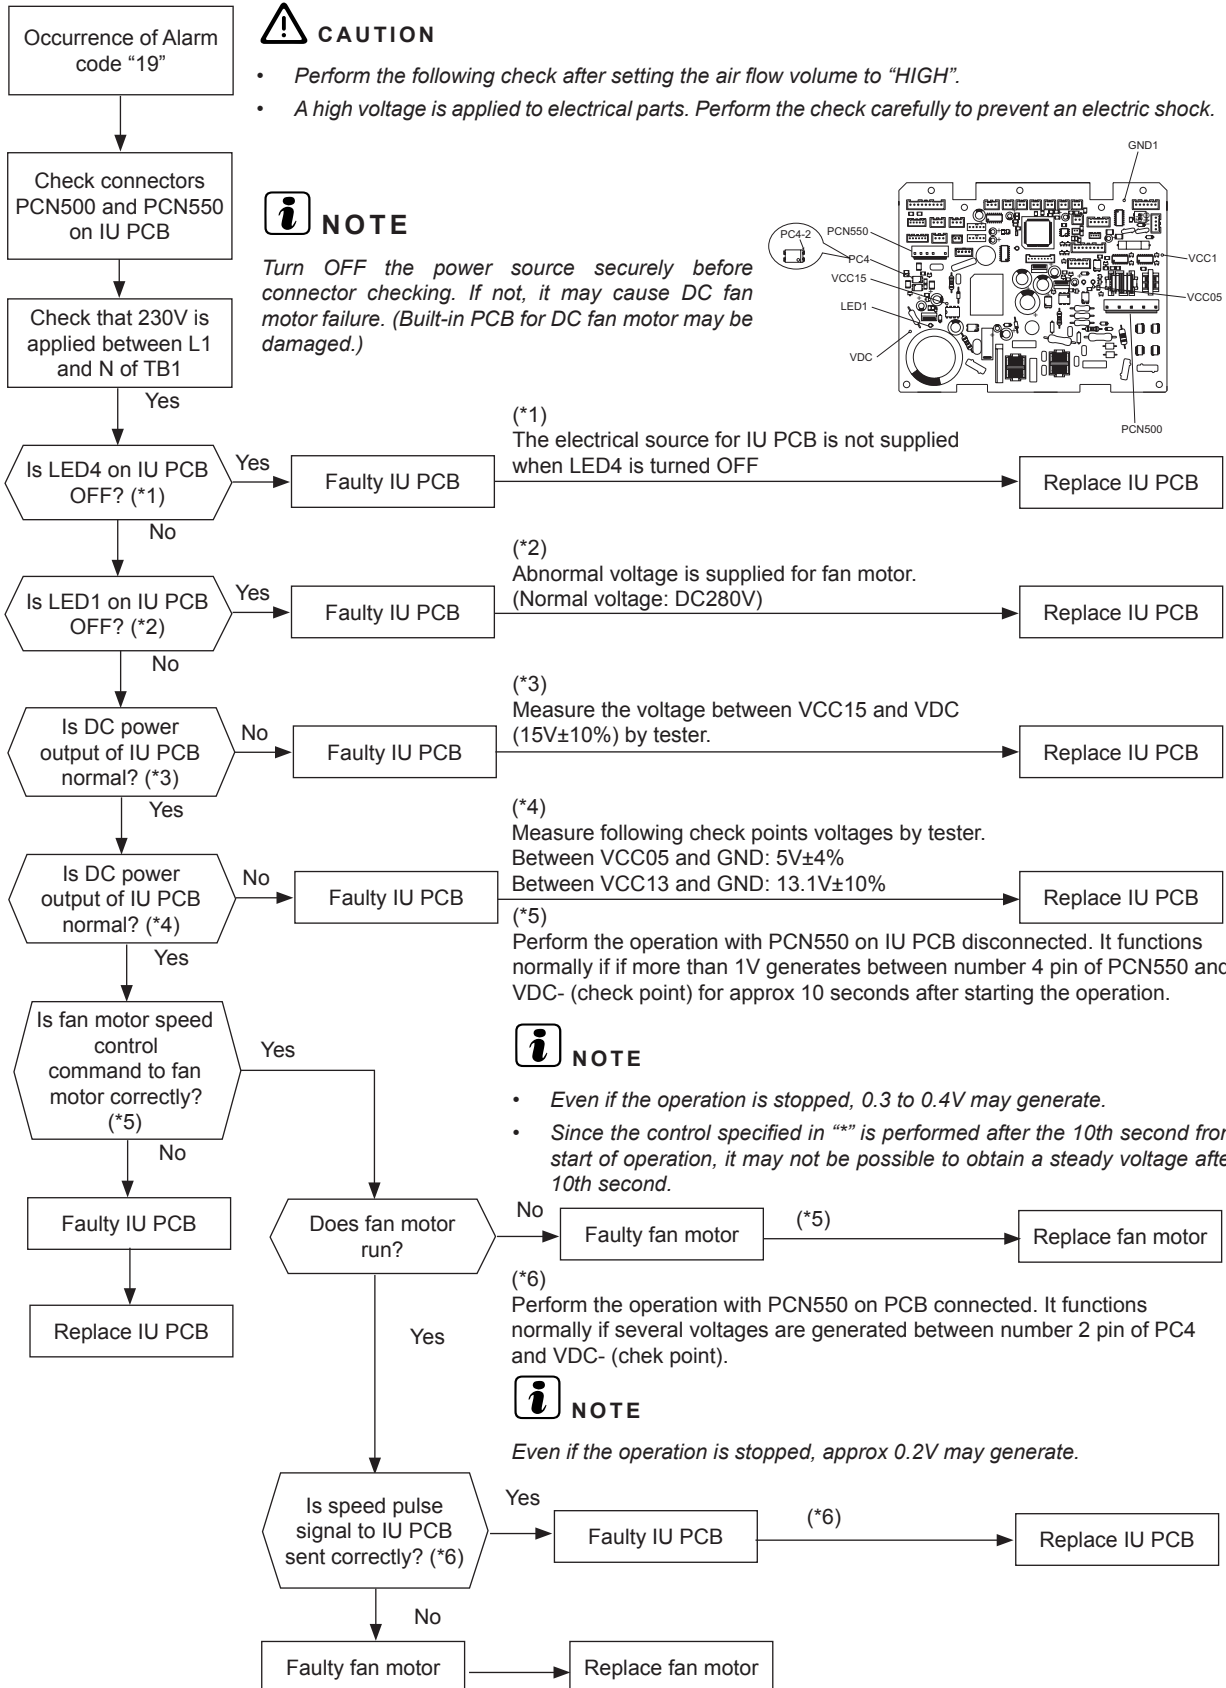 Occurrence of Alarm
code “19”
CAUTION
• Perform the following check after setting the air flow volume to “HIGH”.
• A high voltage is applied to electrical parts. Perform the check carefully to prevent an electric shock.
Check connectors
PCN500 and PCN550
on IU PCB
NOTE
Turn OFF the power source securely before
connector checking. If not, it may cause DC fan
motor failure. (Built-in PCB for DC fan motor may be
damaged.)
GND1
PC4-2
PCN550
PC4
VCC15
LED1
VDC
VCC1
VCC05
PCN500
Check that 230V is
applied between L1
and N of TB1
Yes
Is LED4 on IU PCB
OFF? (*1)
Yes
Faulty IU PCB
(*1)
The electrical source for IU PCB is not supplied
when LED4 is turned OFF
Replace IU PCB
No
Is LED1 on IU PCB
OFF? (*2)
Yes
Faulty IU PCB
(*2)
Abnormal voltage is supplied for fan motor.
(Normal voltage: DC280V)
Replace IU PCB
No
Is DC power
output of IU PCB
normal? (*3)
No
Faulty IU PCB
(*3)
Measure the voltage between VCC15 and VDC
(15V±10%) by tester.
Replace IU PCB
Yes
Is DC power
output of IU PCB
normal? (*4)
No
Faulty IU PCB
(*4)
Measure following check points voltages by tester.
Between VCC05 and GND: 5V±4%
Between VCC13 and GND: 13.1V±10%
Replace IU PCB
Yes
(*5)
Perform the operation with PCN550 on IU PCB disconnected. It functions
normally if if more than 1V generates between number 4 pin of PCN550 and
VDC- (check point) for approx 10 seconds after starting the operation.
Is fan motor speed
control
command to fan
motor correctly?
(*5)
Yes
No
NOTE
• Even if the operation is stopped, 0.3 to 0.4V may generate.
• Since the control specified in “*” is performed after the 10th second from
start of operation, it may not be possible to obtain a steady voltage afte
10th second.
Faulty IU PCB
Replace IU PCB
Does fan motor
run?
No
Faulty fan motor
(*5)
Replace fan motor
Yes
(*6)
Perform the operation with PCN550 on PCB connected. It functions
normally if several voltages are generated between number 2 pin of PC4
and VDC- (chek point).
NOTE
Even if the operation is stopped, approx 0.2V may generate.
Is speed pulse
signal to IU PCB
sent correctly? (*6)
Yes
Faulty IU PCB
(*6)
Replace IU PCB
No
Faulty fan motor
Replace fan motor